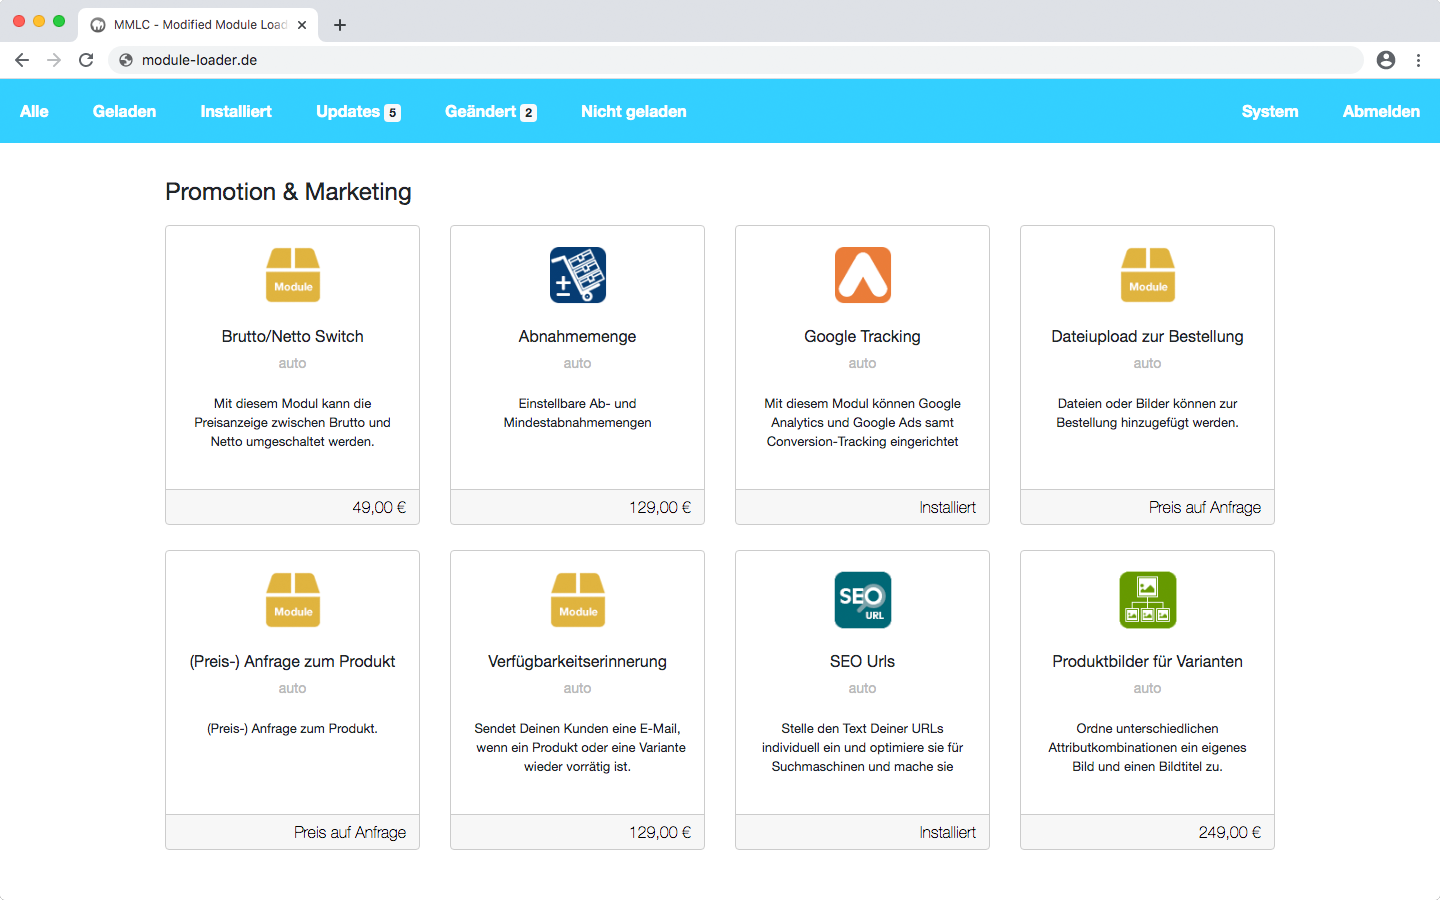 MMLC - Modified Module Load
module-loader.de
Alle Geladen Installiert Updates 5 Geändert 2 Nicht geladen System Abmelden
Promotion & Marketing
Module
Brutto/Netto Switch
auto
Mit diesem Modul kann die
Preisanzeige zwischen Brutto und
Netto umgeschaltet werden.
49,00 €
Abnahmemenge
auto
Einstellbare Ab- und
Mindestabnahmemengen
129,00 €
Google Tracking
auto
Mit diesem Modul können Google
Analytics und Google Ads samt
Conversion-Tracking eingerichtet
Installiert
Module
Dateiupload zur Bestellung
auto
Dateien oder Bilder können zur
Bestellung hinzugefügt werden.
Preis auf Anfrage
Module
(Preis-) Anfrage zum Produkt
auto
(Preis-) Anfrage zum Produkt.
Preis auf Anfrage
Module
Verfügbarkeitserinnerung
auto
Sendet Deinen Kunden eine E-Mail,
wenn ein Produkt oder eine Variante
wieder vorrätig ist.
129,00 €
SEO
URL
SEO Urls
auto
Stelle den Text Deiner URLs
individuell ein und optimiere sie für
Suchmaschinen und mache sie
Installiert
Produktbilder für Varianten
auto
Ordne unterschiedlichen
Attributkombinationen ein eigenes
Bild und einen Bildtitel zu.
249,00 €